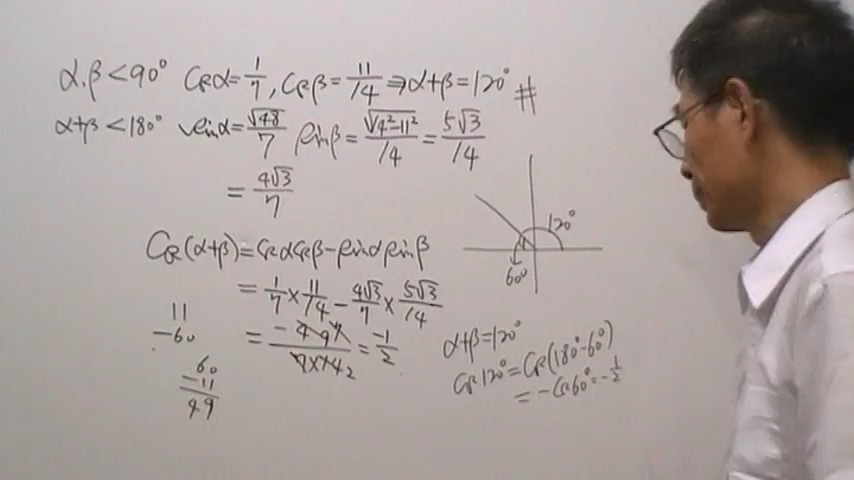 α.β<90° cosα=1/7, cosβ=11/14 ⇒ α+β=120° #
α+β<180° sinα=√48/7 sinβ=√(14²-11²)/14=5√3/14
=4√3/7
cos(α+β)=cosαcosβ-sinαsinβ
=1/7×11/14-4√3/7×5√3/14
=-49/(7×14)=-1/2
2
11
-60
60
-11
49
120°
60°
α+β=120°
cos120°=cos(180°-60°)
=-cos60°=-1/2